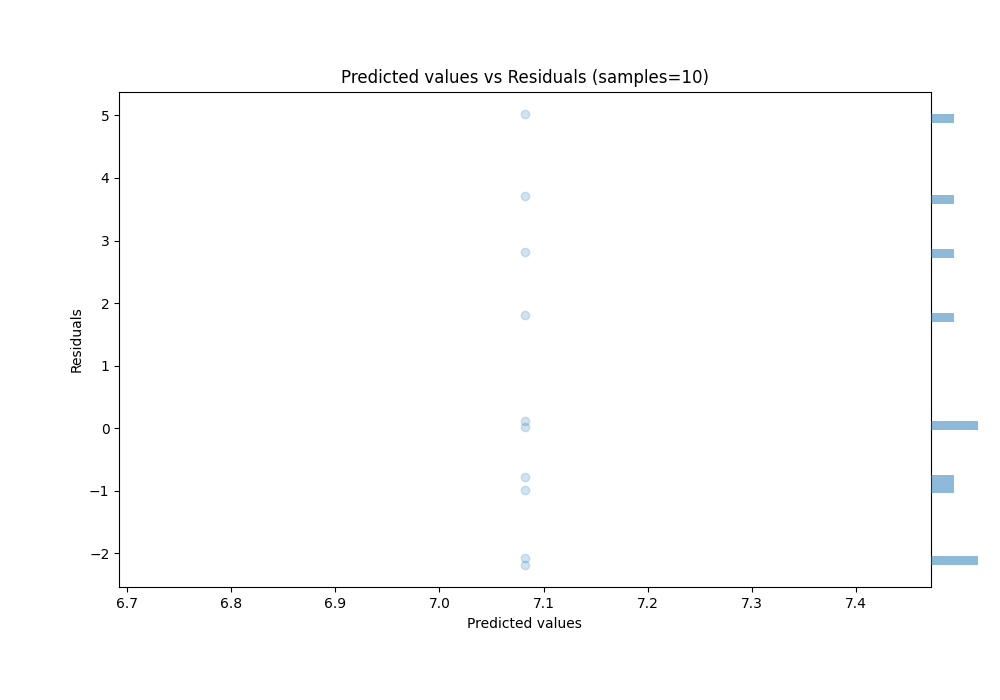 Predicted values vs Residuals (samples=10)
5
4
3
2
1
0
−1
−2
Residuals
6.7 6.8 6.9 7.0 7.1 7.2 7.3 7.4
Predicted values